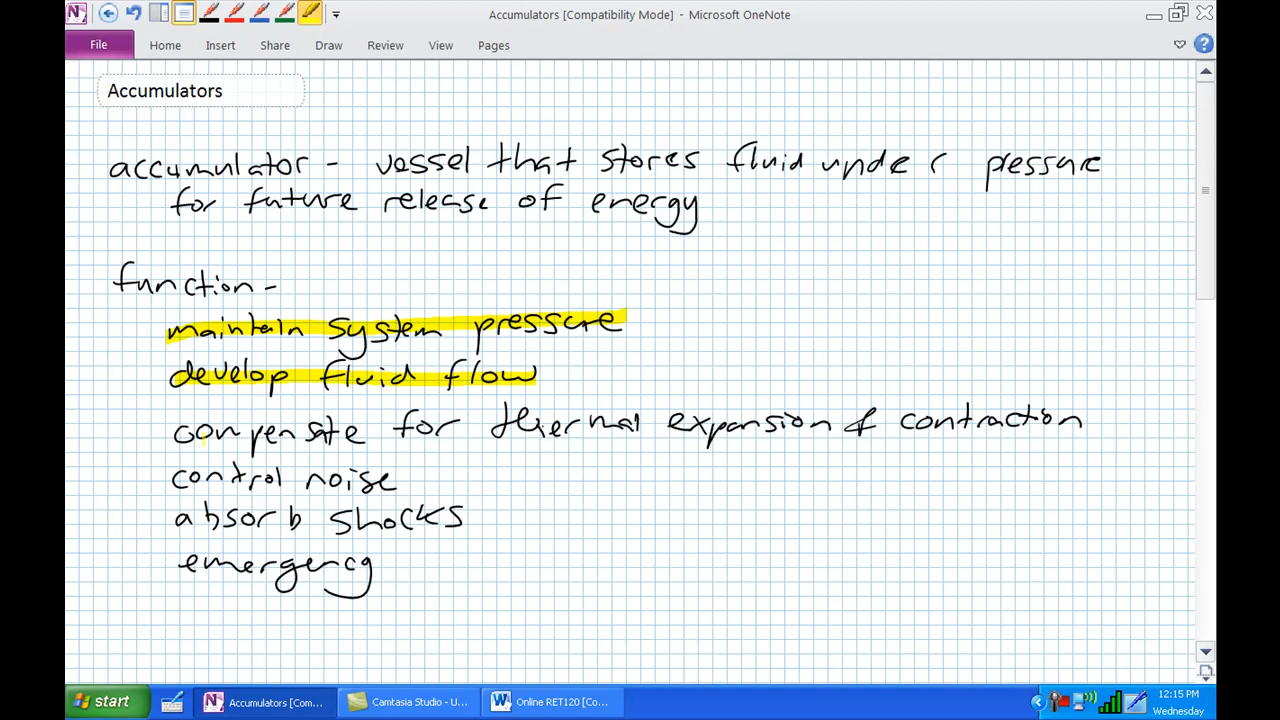 Accumulators [Compatibility Mode] - Microsoft OneNote
File Home Insert Share Draw Review View Pages
Accumulators
accumulator - vessel that stores fluid under pressure
for future release of energy
function -
maintain system pressure
develop fluid flow
compensate for thermal expansion & contraction
control noise
absorb shocks
emergency
start Accumulators [Com... Camtasia Studio - U... Online RET120 [Co... 12:15 PM
Wednesday